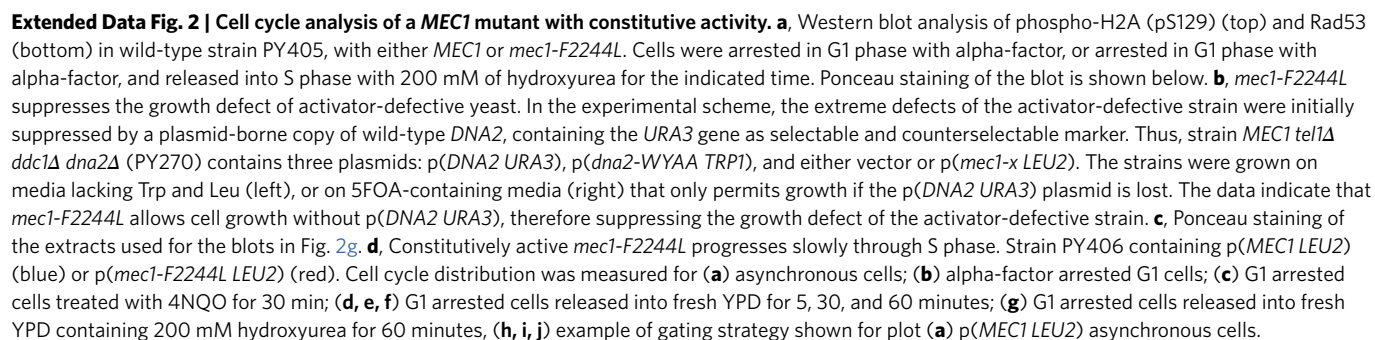 Extended Data Fig. 2 | Cell cycle analysis of a MEC1 mutant with constitutive activity. a, Western blot analysis of phospho-H2A (pS129) (top) and Rad53
(bottom) in wild-type strain PY405, with either MEC1 or mec1-F2244L. Cells were arrested in G1 phase with alpha-factor, or arrested in G1 phase with
alpha-factor, and released into S phase with 200 mM of hydroxyurea for the indicated time. Ponceau staining of the blot is shown below. b, mec1-F2244L
suppresses the growth defect of activator-defective yeast. In the experimental scheme, the extreme defects of the activator-defective strain were initially
suppressed by a plasmid-borne copy of wild-type DNA2, containing the URA3 gene as selectable and counterselectable marker. Thus, strain MEC1 tel1Δ
ddc1Δ dna2Δ (PY270) contains three plasmids: p(DNA2 URA3), p(dna2-WYAA TRP1), and either vector or p(mec1-x LEU2). The strains were grown on
media lacking Trp and Leu (left), or on 5FOA-containing media (right) that only permits growth if the p(DNA2 URA3) plasmid is lost. The data indicate that
mec1-F2244L allows cell growth without p(DNA2 URA3), therefore suppressing the growth defect of the activator-defective strain. c, Ponceau staining of
the extracts used for the blots in Fig. 2g. d, Constitutively active mec1-F2244L progresses slowly through S phase. Strain PY406 containing p(MEC1 LEU2)
(blue) or p(mec1-F2244L LEU2) (red). Cell cycle distribution was measured for (a) asynchronous cells; (b) alpha-factor arrested G1 cells; (c) G1 arrested
cells treated with 4NQO for 30 min; (d, e, f) G1 arrested cells released into fresh YPD for 5, 30, and 60 minutes; (g) G1 arrested cells released into fresh
YPD containing 200 mM hydroxyurea for 60 minutes, (h, i, j) example of gating strategy shown for plot (a) p(MEC1 LEU2) asynchronous cells.